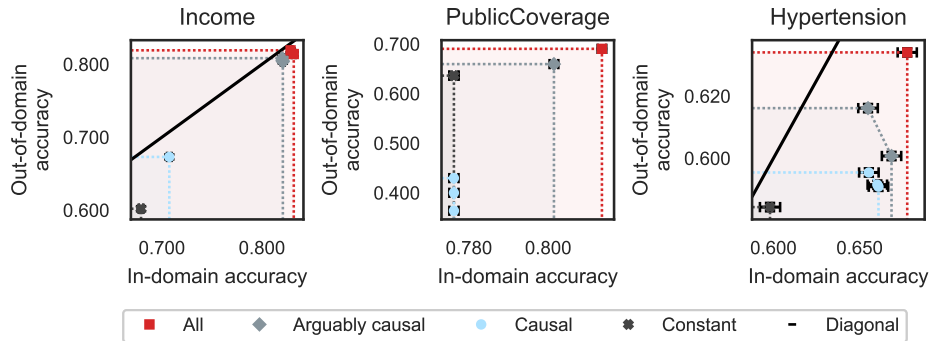 Income
PublicCoverage
Hypertension
Out-of-domain
accuracy
0.800
0.700
0.600
0.700
0.800
In-domain accuracy
Out-of-domain
accuracy
0.700
0.600
0.500
0.400
0.780
0.800
In-domain accuracy
Out-of-domain
accuracy
0.620
0.600
0.600
0.650
In-domain accuracy
All
Arguably causal
Causal
Constant
Diagonal